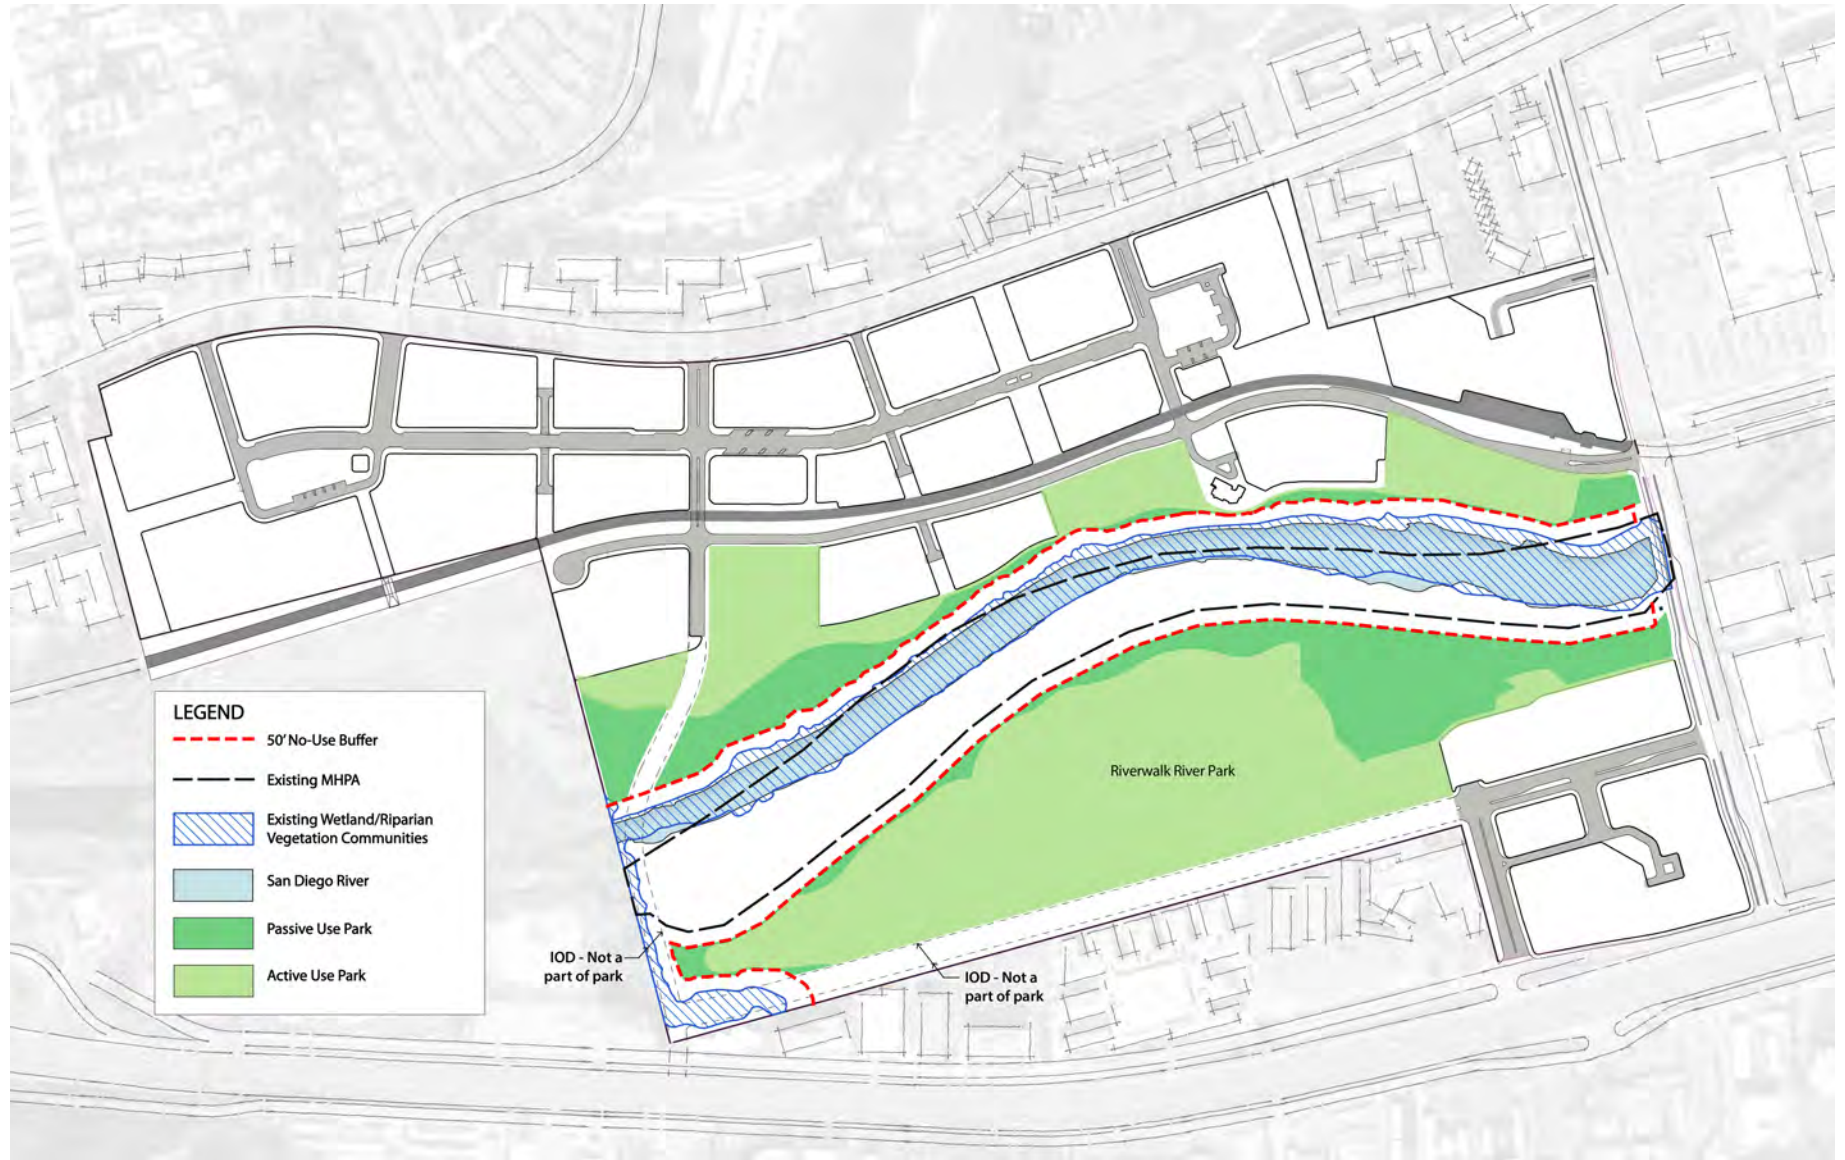 LEGEND
50' No-Use Buffer
Existing MHPA
Existing Wetland/Riparian
Vegetation Communities
San Diego River
Passive Use Park
Active Use Park
Riverwalk River Park
IOD - Not a
part of park
IOD - Not a
part of park